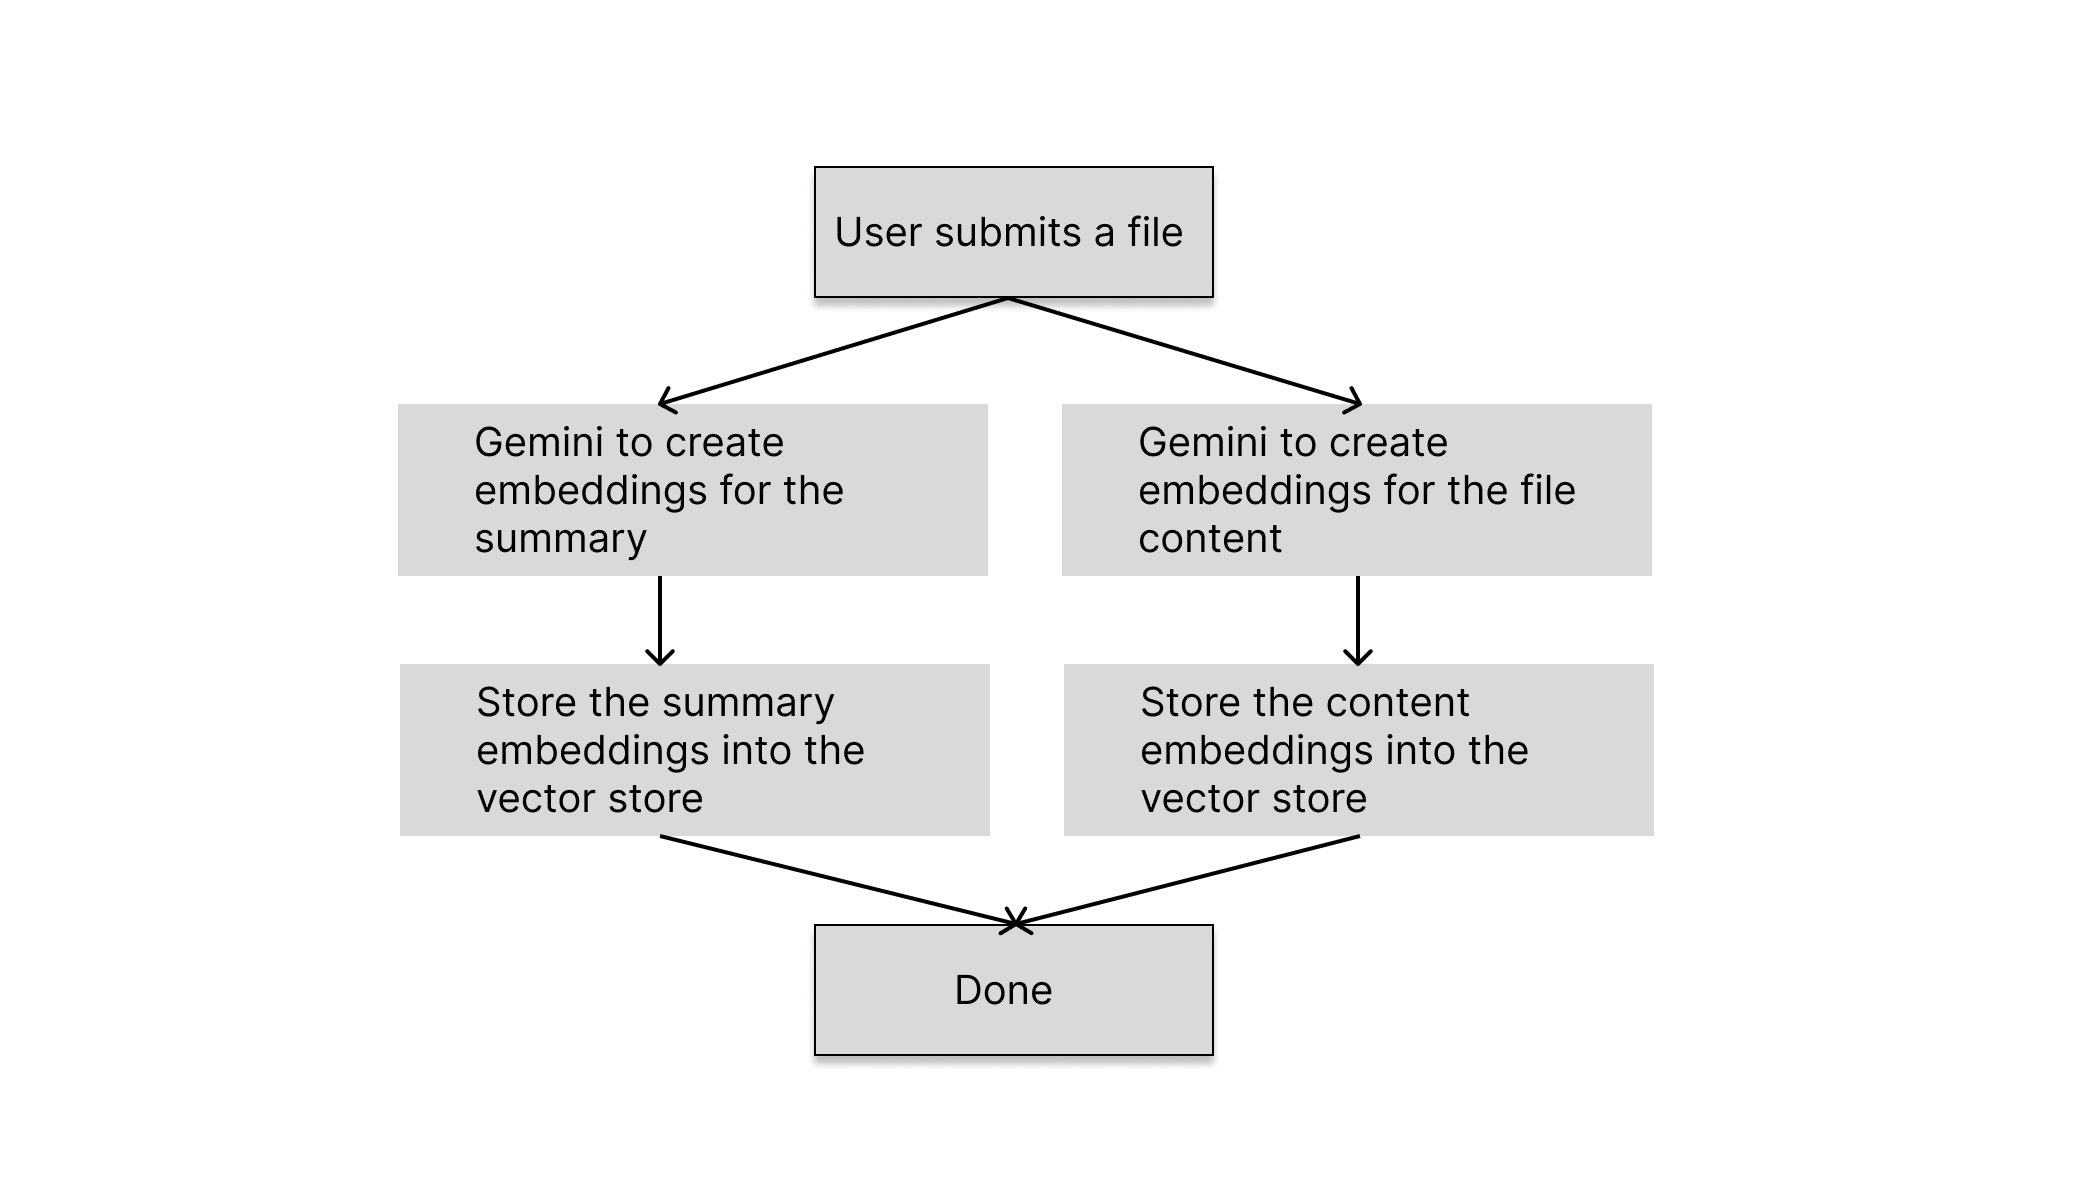 User submits a file
Gemini to create
embeddings for the
summary
Gemini to create
embeddings for the file
content
Store the summary
embeddings into the
vector store
Store the content
embeddings into the
vector store
Done